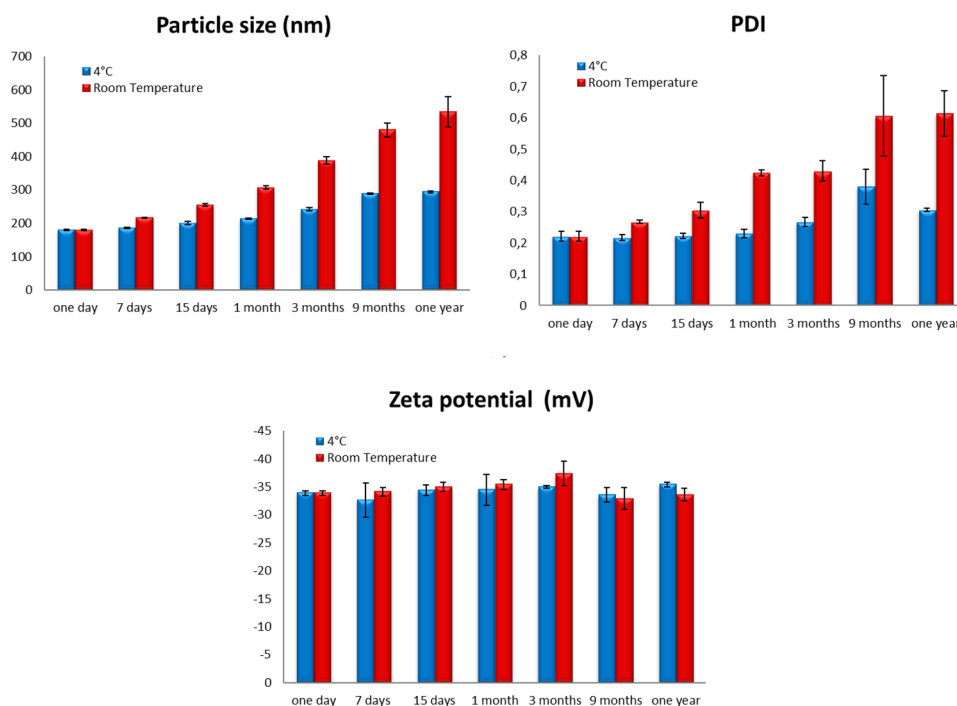 Particle size (nm)
700
600
500
400
300
200
100
0
4°C
Room Temperature
one day 7 days 15 days 1 month 3 months 9 months one year
PDI
0,8
0,7
0,6
0,5
0,4
0,3
0,2
0,1
0
4°C
Room Temperature
one day 7 days 15 days 1 month 3 months 9 months one year
Zeta potential (mV)
-45
-40
-35
-30
-25
-20
-15
-10
-5
0
4°C
Room Temperature
one day 7 days 15 days 1 month 3 months 9 months one year